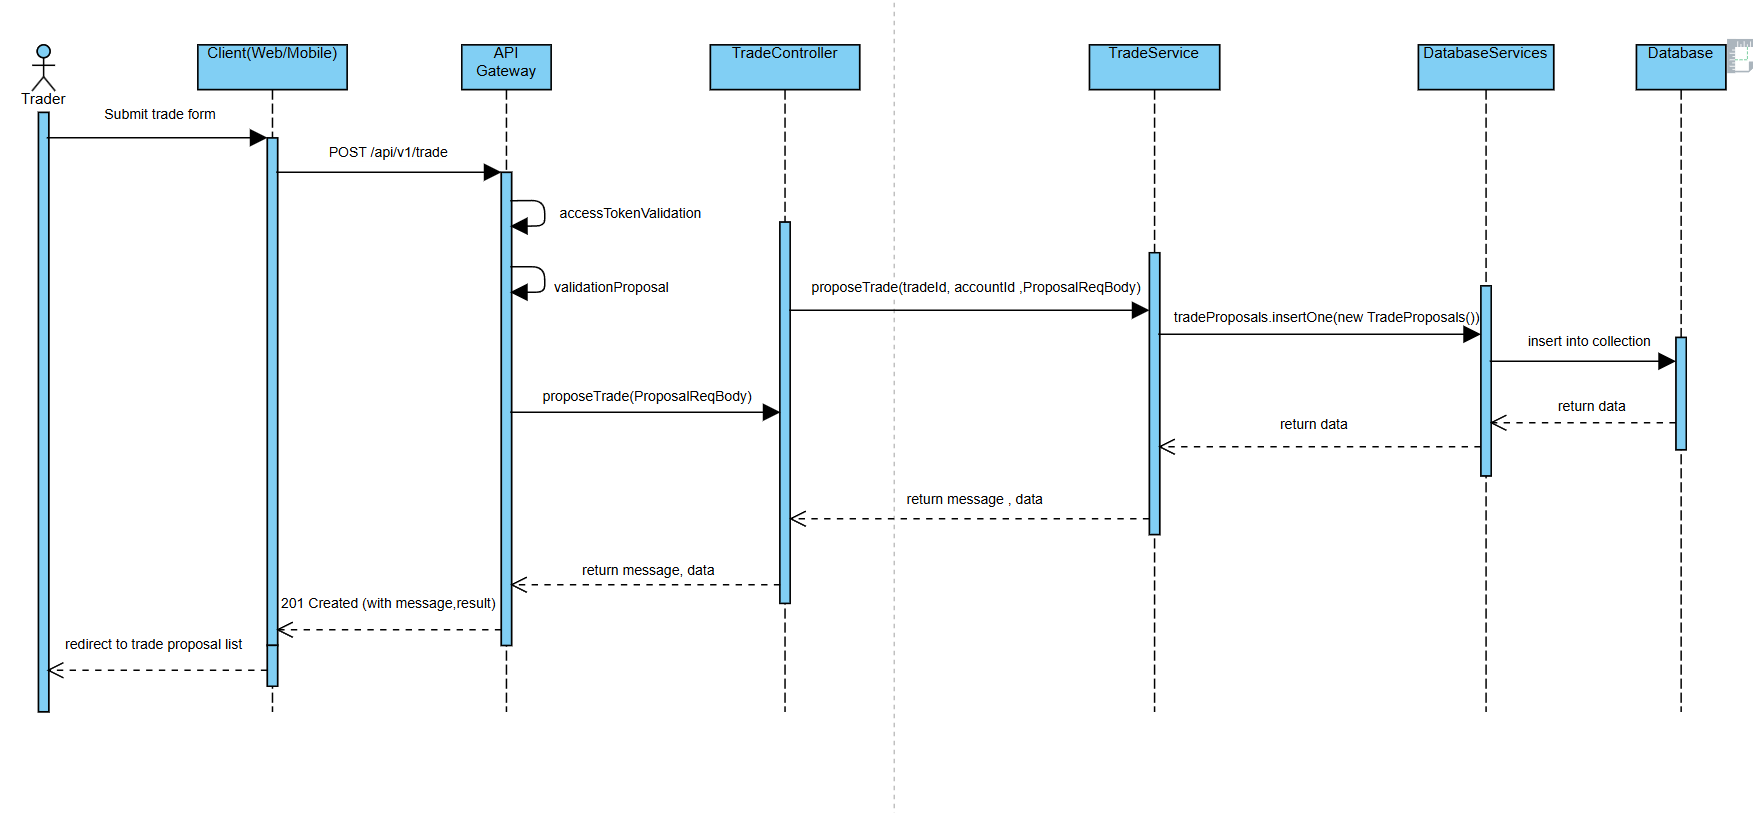 Trader
Client(Web/Mobile)
API
Gateway
TradeController
TradeService
DatabaseServices
Database
Submit trade form
POST /api/v1/trade
accessTokenValidation
validationProposal
proposeTrade(tradeId, accountId ,ProposalReqBody)
tradeProposals.insertOne(new TradeProposals())
insert into collection
proposeTrade(ProposalReqBody)
return data
return data
return message , data
return message, data
201 Created (with message,result)
redirect to trade proposal list